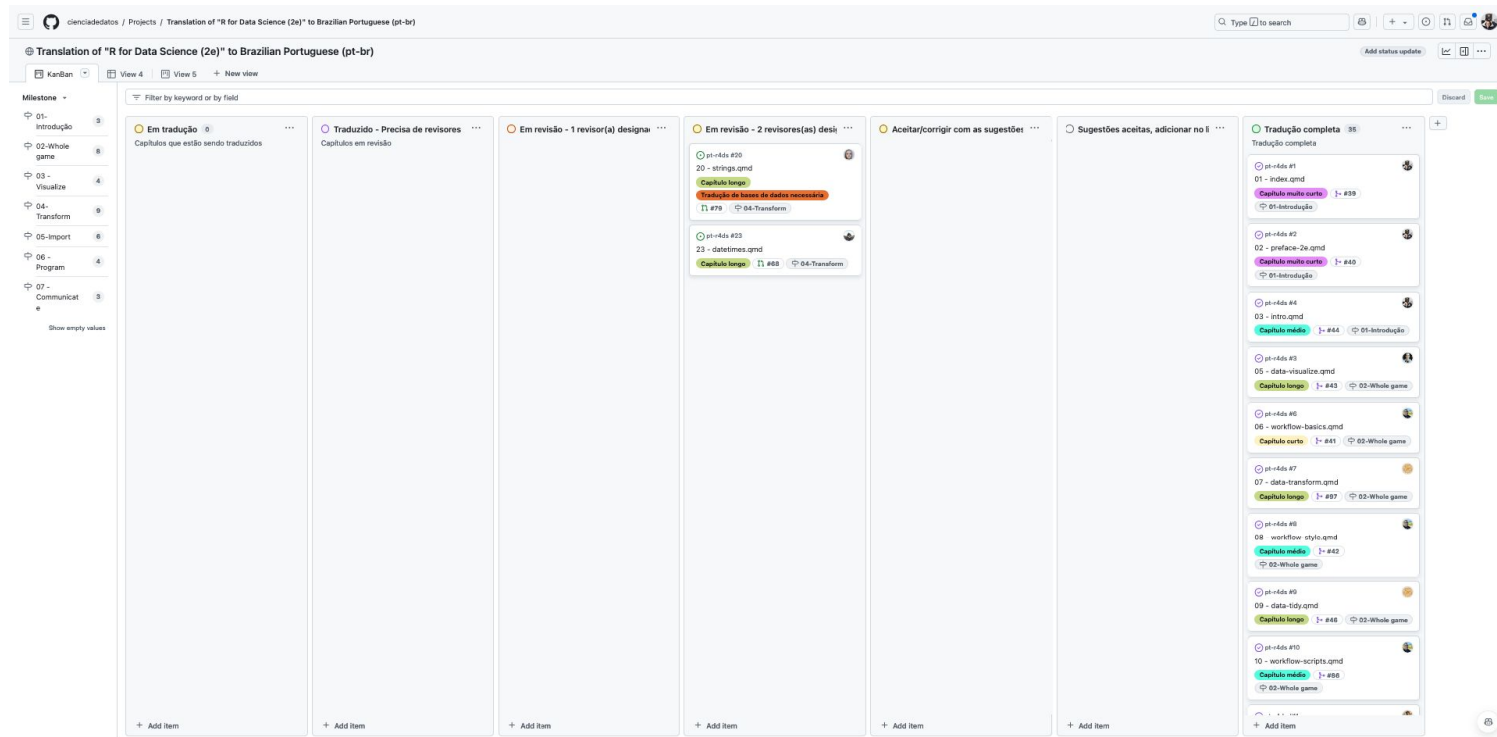 cienciadedatos / Projects / Translation of "R for Data Science (2e)" to Brazilian Portuguese (pt-br)
Type / to search
Translation of "R for Data Science (2e)" to Brazilian Portuguese (pt-br)
Add status update
KanBan
View 4
View 5
+ New view
Milestone
Filter by keyword or by field
Discard
Save
01-
Introdução
3
02-Whole
game
8
03 -
Visualize
4
04-
Transform
9
05-Import
6
06 -
Program
4
07 -
Communicat
e
3
Show empty values
Em tradução 0
Capítulos que estão sendo traduzidos
+ Add item
Traduzido - Precisa de revisores
Capítulos em revisão
+ Add item
Em revisão - 1 revisor(a) designa
+ Add item
Em revisão - 2 revisores(as) desi
pt-r4ds #20
20 - strings.qmd
Capítulo longo
Tradução de bases de dados necessária
#79 04-Transform
pt-r4ds #23
23 - datetimes.qmd
Capítulo longo #68 04-Transform
+ Add item
Aceitar/corrigir com as sugestões
+ Add item
Sugestões aceitas, adicionar no li
+ Add item
Tradução completa 35
Tradução completa
pt-r4ds #1
01 - index.qmd
Capítulo muito curto #39
01-Introdução
pt-r4ds #2
02 - preface-2e.qmd
Capítulo muito curto #40
01-Introdução
pt-r4ds #4
03 - intro.qmd
Capítulo médio #44 01-Introdução
pt-r4ds #3
05 - data-visualize.qmd
Capítulo longo #43 02-Whole game
pt-r4ds #6
06 - workflow-basics.qmd
Capítulo curto #41 02-Whole game
pt-r4ds #7
07 - data-transform.qmd
Capítulo longo #97 02-Whole game
pt-r4ds #8
08 - workflow-style.qmd
Capítulo médio #42
02-Whole game
pt-r4ds #9
09 - data-tidy.qmd
Capítulo longo #46 02-Whole game
pt-r4ds #10
10 - workflow-scripts.qmd
Capítulo médio #86
02-Whole game
+ Add item